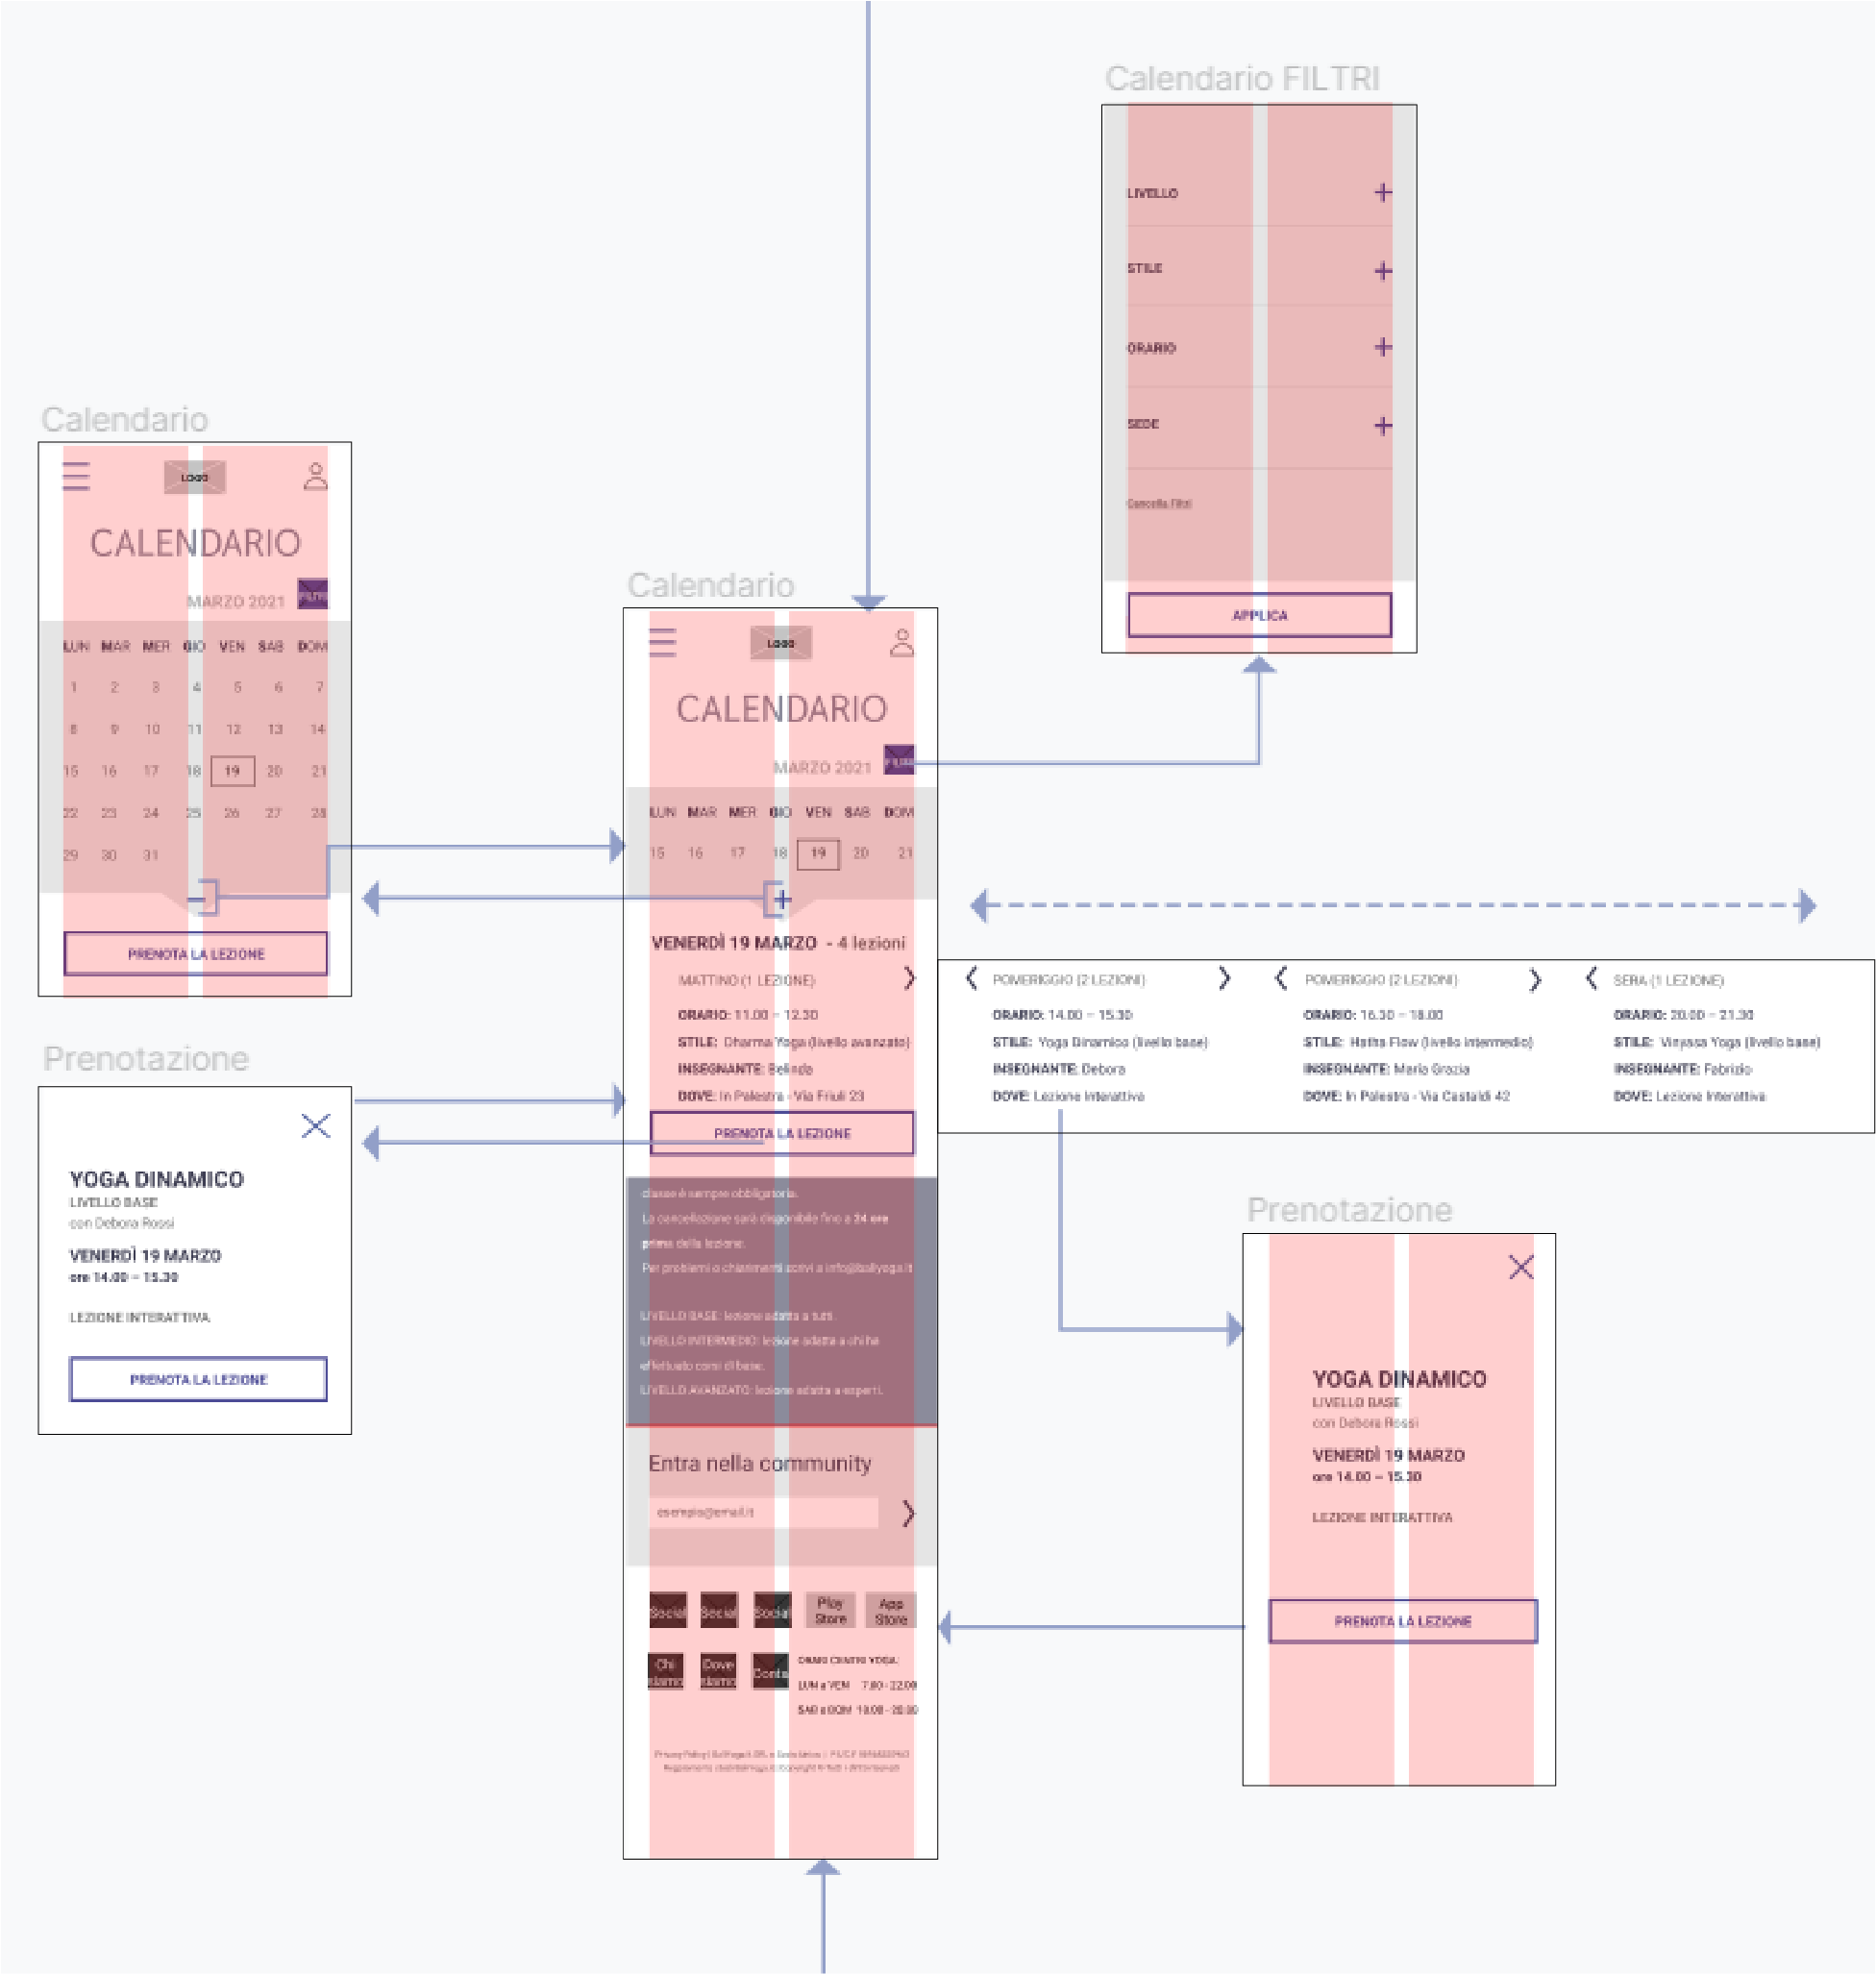 Calendario FILTRI
LIVELLO
STILE
ORARIO
SEDE
Cancella Filtri
APPLICA
Calendario
LOGO
CALENDARIO
MARZO 2021
FILTRI
LUN MAR MER GIO VEN SAB DOM
1 2 3 4 5 6 7
8 9 10 11 12 13 14
15 16 17 18 19 20 21
22 23 24 25 26 27 28
29 30 31
PRENOTA LA LEZIONE
Calendario
LOGO
CALENDARIO
MARZO 2021
FILTRI
LUN MAR MER GIO VEN SAB DOM
15 16 17 18 19 20 21
VENERDÌ 19 MARZO - 4 lezioni
MATTINO (1 LEZIONE)
ORARIO: 11.00 – 12.30
STILE: Dharma Yoga (livello avanzato)
INSEGNANTE: Belinda
DOVE: In Palestra - Via Friuli 23
PRENOTA LA LEZIONE
POMERIGGIO (2 LEZIONI)
ORARIO: 14.00 – 15.30
STILE: Yoga Dinamico (livello base)
INSEGNANTE: Debora
DOVE: Lezione Interattiva
POMERIGGIO (2 LEZIONI)
ORARIO: 16.30 – 18.00
STILE: Hatha Flow (livello intermedio)
INSEGNANTE: Maria Grazia
DOVE: In Palestra - Via Castaldi 42
SERA (1 LEZIONE)
ORARIO: 20.00 – 21.30
STILE: Vinyasa Yoga (livello base)
INSEGNANTE: Fabrizio
DOVE: Lezione Interattiva
classe è sempre obbligatoria.
La cancellazione sarà disponibile fino a 24 ore
prima della lezione.
Per problemi o chiarimenti scrivi a info@baliyoga.it
LIVELLO BASE: lezione adatta a tutti.
LIVELLO INTERMEDIO: lezione adatta a chi ha
effettuato corsi di base.
LIVELLO AVANZATO: lezione adatta a esperti.
Entra nella community
esempio@email.it
Social Social Social Play Store App Store
Chi siamo Dove siamo Conta
ORARI CENTRO YOGA:
LUN a VEN 7.00 - 22.00
SAB e DOM 10.00 - 20.00
Prenotazione
YOGA DINAMICO
LIVELLO BASE
con Debora Rossi
VENERDÌ 19 MARZO
ore 14.00 – 15.30
LEZIONE INTERATTIVA
PRENOTA LA LEZIONE
Prenotazione
YOGA DINAMICO
LIVELLO BASE
con Debora Rossi
VENERDÌ 19 MARZO
ore 14.00 – 15.30
LEZIONE INTERATTIVA
PRENOTA LA LEZIONE